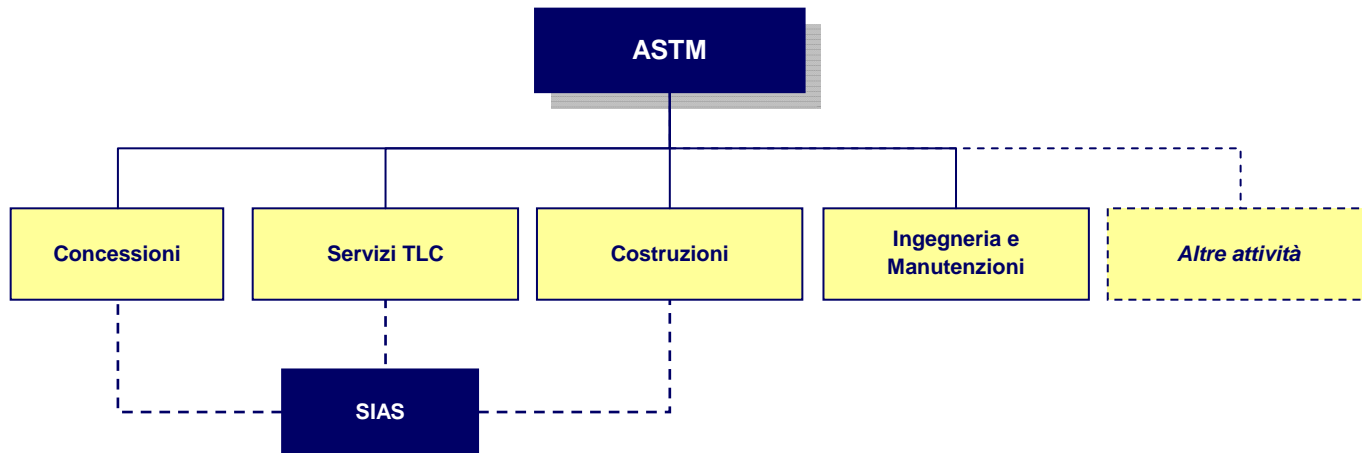 ASTM
Concessioni
Servizi TLC
Costruzioni
Ingegneria e
Manutenzioni
Altre attività
SIAS